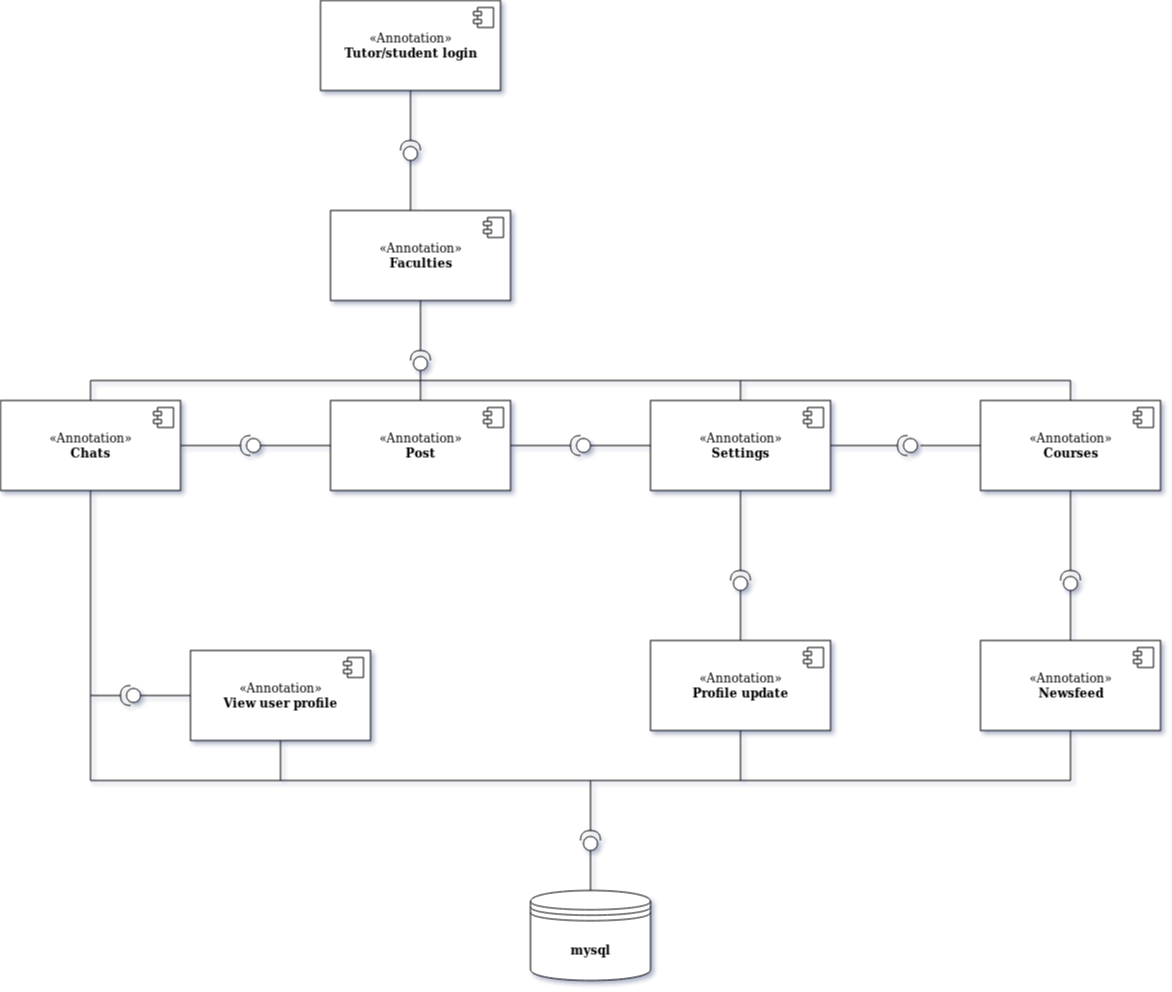 «Annotation»
Tutor/student login
«Annotation»
Faculties
«Annotation»
Chats
«Annotation»
Post
«Annotation»
Settings
«Annotation»
Courses
«Annotation»
View user profile
«Annotation»
Profile update
«Annotation»
Newsfeed
mysql